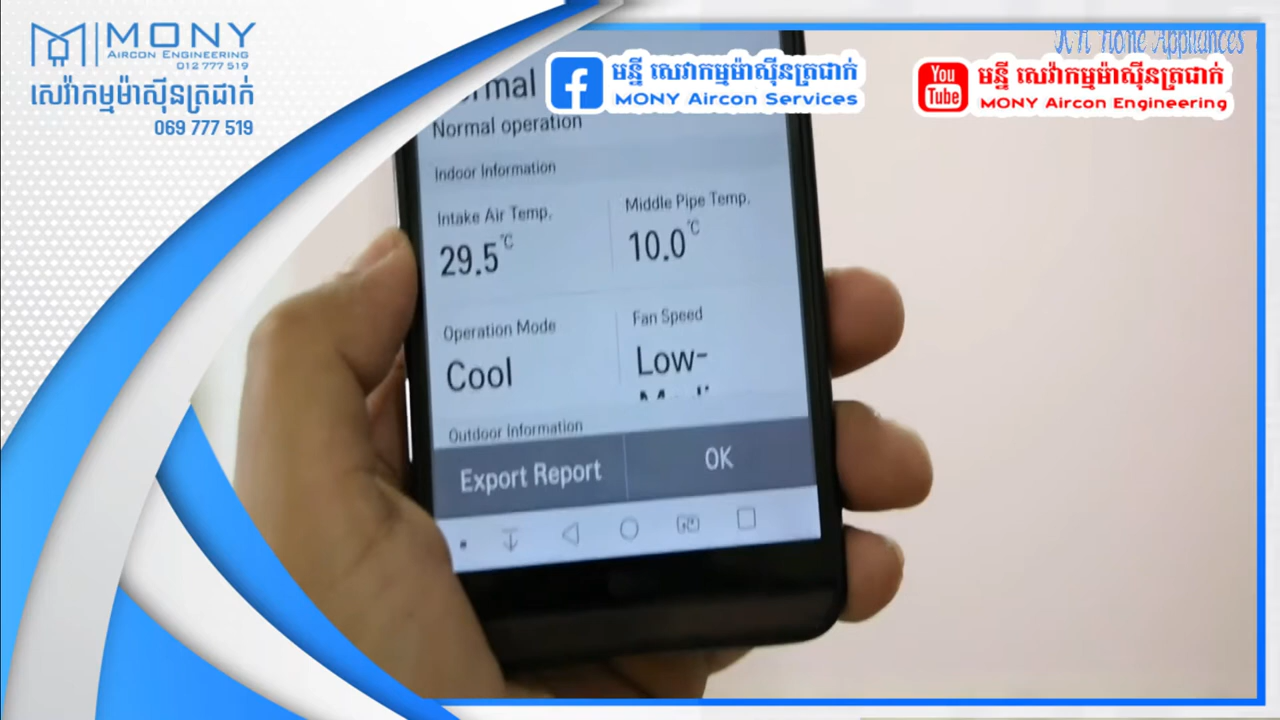 MONY
AIRCON ENGINEERING
012 777 519
សេវ៉ាកម្មម៉ាស៊ីនត្រជាក់
069 777 519
មន្នី សេវាកម្មម៉ាស៊ីនត្រជាក់
MONY Aircon Services
Home Appliances
You
Tube
មន្នី សេវ៉ាកម្មម៉ាស៊ីនត្រជាក់
MONY Aircon Engineering
Normal operation
Indoor Information
Intake Air Temp.
29.5℃
Middle Pipe Temp.
10.0℃
Operation Mode
Cool
Fan Speed
Low-
Outdoor Information
Export Report
OK